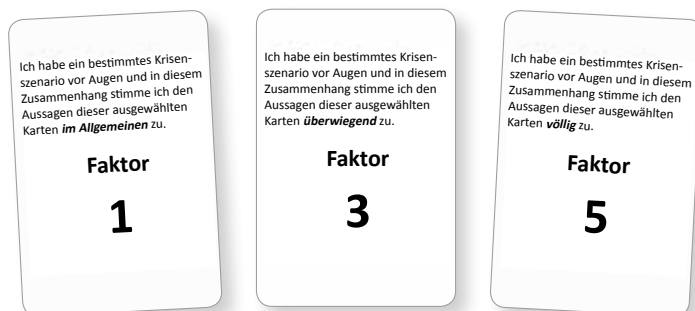 Ich habe ein bestimmtes Krisen-
szenario vor Augen und in diesem
Zusammenhang stimme ich den
Aussagen dieser ausgewählten
Karten im Allgemeinen zu.
Faktor
1
Ich habe ein bestimmtes Krisen-
szenario vor Augen und in diesem
Zusammenhang stimme ich den
Aussagen dieser ausgewählten
Karten überwiegend zu.
Faktor
3
Ich habe ein bestimmtes Krisen-
szenario vor Augen und in diesem
Zusammenhang stimme ich den
Aussagen dieser ausgewählten
Karten völlig zu.
Faktor
5